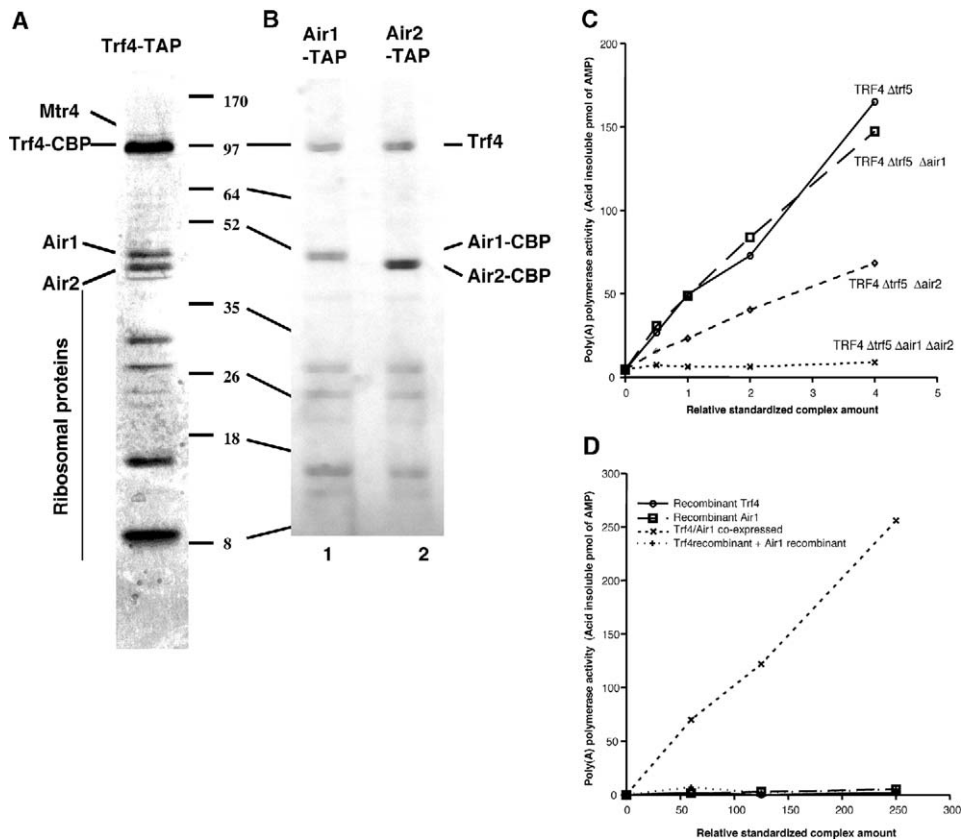 A
Trf4-TAP
Mtr4
Trf4-CBP
Air1
Air2
Ribosomal proteins
170
97
64
52
35
26
18
8
B
Air1
-TAP
Air2
-TAP
Trf4
Air1-CBP
Air2-CBP
1
2
C
Poly(A) polymerase activity (Acid insoluble pmol of AMP)
200
150
100
50
0
0
1
2
3
4
5
Relative standardized complex amount
TRF4 Δtrf5
TRF4 Δtrf5 Δair1
TRF4 Δtrf5 Δair2
TRF4 Δtrf5 Δair1 Δair2
D
Poly(A) polymerase activity (Acid insoluble pmol of AMP)
300
250
200
150
100
50
0
0
50
100
150
200
250
300
Relative standardized complex amount
Recombinant Trf4
Recombinant Air1
Trf4/Air1 co-expressed
Trf4recombinant + Air1 recombinant